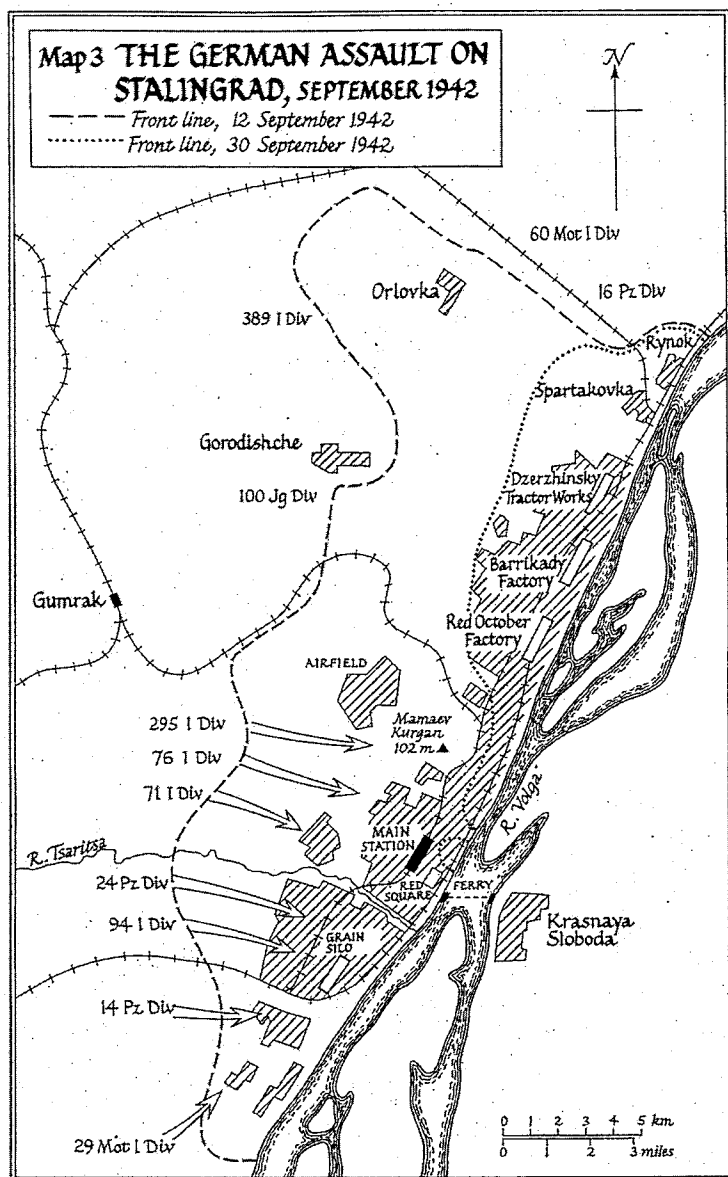 Map 3 THE GERMAN ASSAULT ON
STALINGRAD, SEPTEMBER 1942
Front line, 12 September 1942
Front line, 30 September 1942
N
60 Mot I Div
16 Pz Div
Orlovka
389 I Div
Rynok
Spartakovka
Gorodishche
Dzerzhinsky
Tractor Works
100 Jg Div
Barrikady
Factory
Gumrak
Red October
Factory
AIRFIELD
295 I Div
Mamaev
Kurgan
102 m
76 I Div
71 I Div
R. Volga
MAIN
STATION
R. Tsaritsa
24 Pz Div
RED
SQUARE
FERRY
94 I Div
GRAIN
SILO
Krasnaya
Sloboda
14 Pz Div
29 Mot I Div
0 1 2 3 4 5 km
0 1 2 3 miles